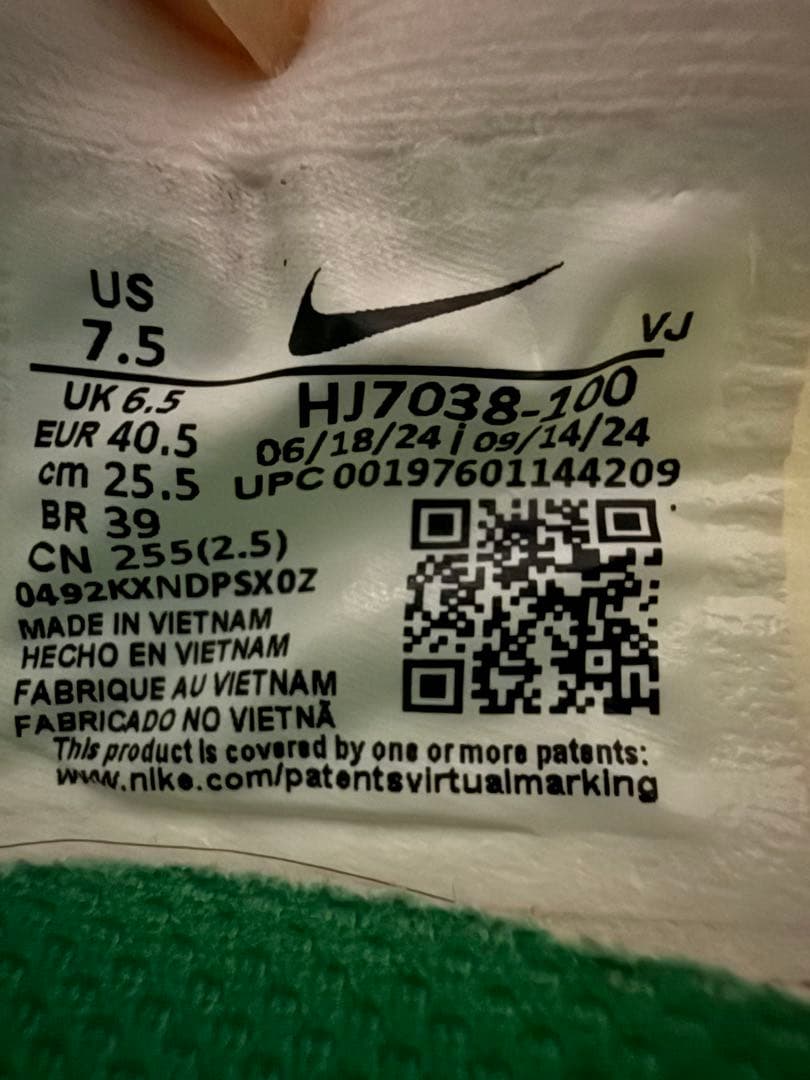 US
7.5
VJ
UK 6.5
HJ7038-100
EUR 40.5
06/18/24 | 09/14/24
cm 25.5
UPC 00197601144209
BR 39
CN 255(2.5)
0492KXNDPSX0Z
MADE IN VIETNAM
HECHO EN VIETNAM
FABRIQUE AU VIETNAM
FABRICADO NO VIETNÃ
This product is covered by one or more patents:
www.nike.com/patentsvirtualmarking